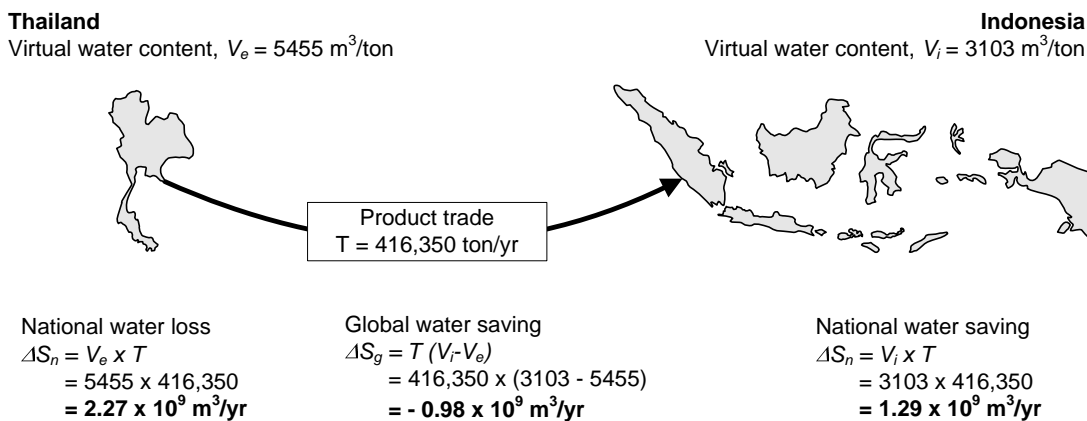 Thailand
Virtual water content, Vₑ = 5455 m³/ton
Indonesia
Virtual water content, Vᵢ = 3103 m³/ton
Product trade
T = 416,350 ton/yr
National water loss
ΔSₙ = Vₑ x T
= 5455 x 416,350
= 2.27 x 10⁹ m³/yr
Global water saving
ΔS_g = T (Vᵢ-Vₑ)
= 416,350 x (3103 - 5455)
= - 0.98 x 10⁹ m³/yr
National water saving
ΔSₙ = Vᵢ x T
= 3103 x 416,350
= 1.29 x 10⁹ m³/yr